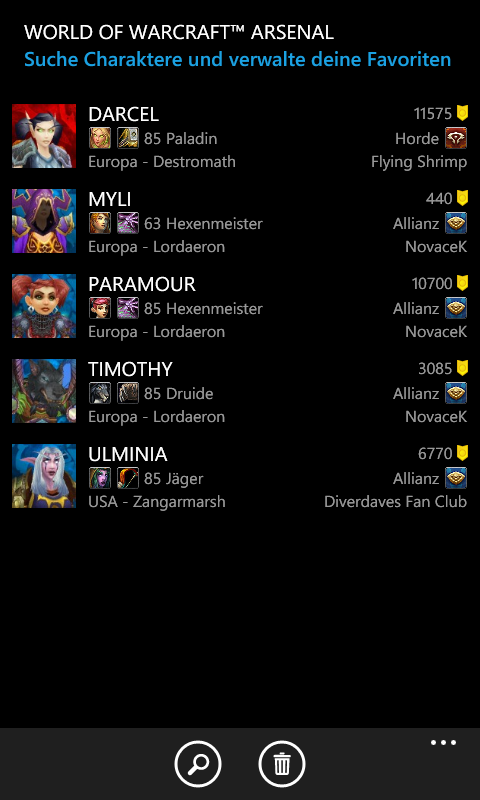 WORLD OF WARCRAFT™ ARSENAL
Suche Charaktere und verwalte deine Favoriten
DARCEL 11575
85 Paladin Horde
Europa - Destromath Flying Shrimp
MYLI 440
63 Hexenmeister Allianz
Europa - Lordaeron NovaceK
PARAMOUR 10700
85 Hexenmeister Allianz
Europa - Lordaeron NovaceK
TIMOTHY 3085
85 Druide Allianz
Europa - Lordaeron NovaceK
ULMINIA 6770
85 Jäger Allianz
USA - Zangarmarsh Diverdaves Fan Club